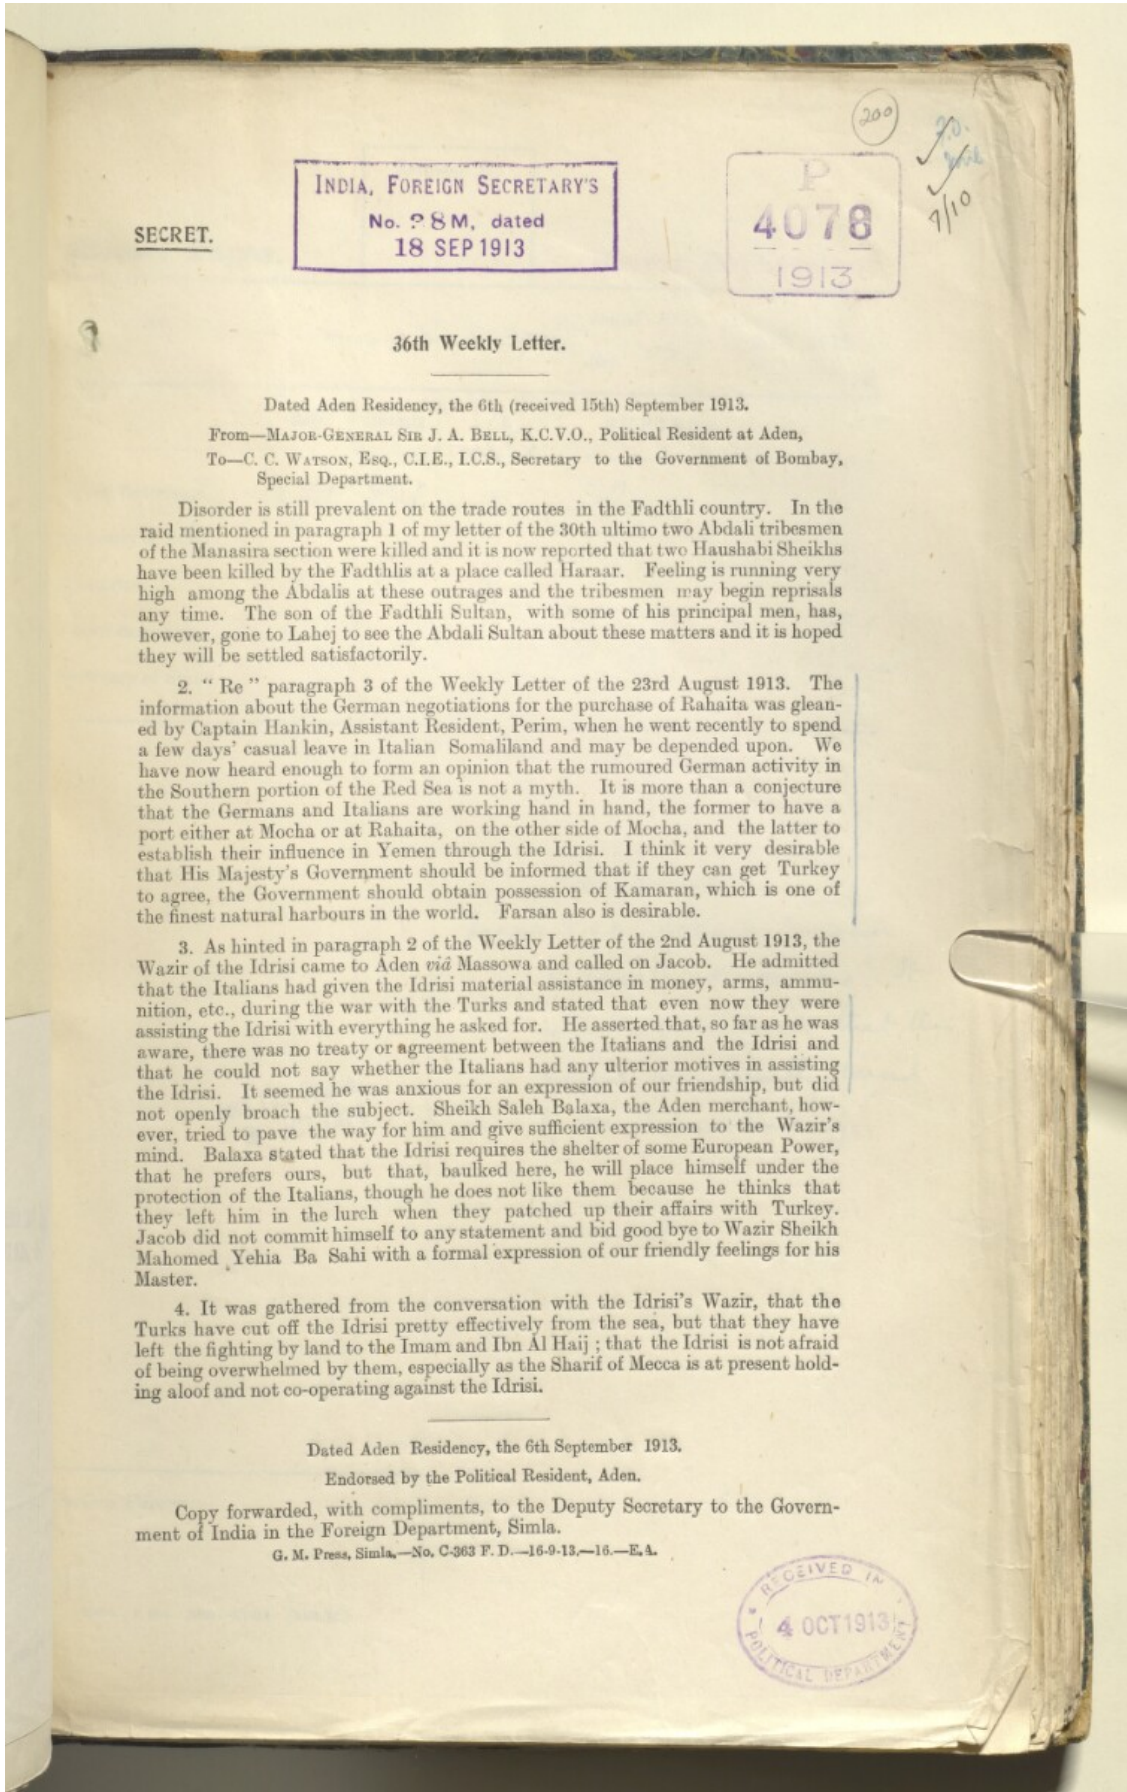 200
F.O.
7/10
INDIA, FOREIGN SECRETARY'S
No. 8 M, dated
18 SEP 1913
P
4078
1913
SECRET.
36th Weekly Letter.
Dated Aden Residency, the 6th (received 15th) September 1913.
From—MAJOR-GENERAL SIR J. A. BELL, K.C.V.O., Political Resident at Aden,
To—C. C. WATSON, ESQ., C.I.E., I.C.S., Secretary to the Government of Bombay,
Special Department.
Disorder is still prevalent on the trade routes in the Fadthli country. In the
raid mentioned in paragraph 1 of my letter of the 30th ultimo two Abdali tribesmen
of the Manasira section were killed and it is now reported that two Haushabi Sheikhs
have been killed by the Fadthlis at a place called Haraar. Feeling is running very
high among the Abdalis at these outrages and the tribesmen may begin reprisals
any time. The son of the Fadthli Sultan, with some of his principal men, has,
however, gone to Lahej to see the Abdali Sultan about these matters and it is hoped
they will be settled satisfactorily.
2. “ Re ” paragraph 3 of the Weekly Letter of the 23rd August 1913. The
information about the German negotiations for the purchase of Rahaita was glean-
ed by Captain Hankin, Assistant Resident, Perim, when he went recently to spend
a few days' casual leave in Italian Somaliland and may be depended upon. We
have now heard enough to form an opinion that the rumoured German activity in
the Southern portion of the Red Sea is not a myth. It is more than a conjecture
that the Germans and Italians are working hand in hand, the former to have a
port either at Mocha or at Rahaita, on the other side of Mocha, and the latter to
establish their influence in Yemen through the Idrisi. I think it very desirable
that His Majesty's Government should be informed that if they can get Turkey
to agree, the Government should obtain possession of Kamaran, which is one of
the finest natural harbours in the world. Farsan also is desirable.
3. As hinted in paragraph 2 of the Weekly Letter of the 2nd August 1913, the
Wazir of the Idrisi came to Aden viâ Massowa and called on Jacob. He admitted
that the Italians had given the Idrisi material assistance in money, arms, ammu-
nition, etc., during the war with the Turks and stated that even now they were
assisting the Idrisi with everything he asked for. He asserted that, so far as he was
aware, there was no treaty or agreement between the Italians and the Idrisi and
that he could not say whether the Italians had any ulterior motives in assisting
the Idrisi. It seemed he was anxious for an expression of our friendship, but did
not openly broach the subject. Sheikh Saleh Balaxa, the Aden merchant, how-
ever, tried to pave the way for him and give sufficient expression to the Wazir's
mind. Balaxa stated that the Idrisi requires the shelter of some European Power,
that he prefers ours, but that, baulked here, he will place himself under the
protection of the Italians, though he does not like them because he thinks that
they left him in the lurch when they patched up their affairs with Turkey.
Jacob did not commit himself to any statement and bid good bye to Wazir Sheikh
Mahomed Yehia Ba Sahi with a formal expression of our friendly feelings for his
Master.
4. It was gathered from the conversation with the Idrisi's Wazir, that the
Turks have cut off the Idrisi pretty effectively from the sea, but that they have
left the fighting by land to the Imam and Ibn Al Haij ; that the Idrisi is not afraid
of being overwhelmed by them, especially as the Sharif of Mecca is at present hold-
ing aloof and not co-operating against the Idrisi.
Dated Aden Residency, the 6th September 1913.
Endorsed by the Political Resident, Aden.
Copy forwarded, with compliments, to the Deputy Secretary to the Govern-
ment of India in the Foreign Department, Simla.
G. M. Press, Simla,—No. C-363 F. D.—16-9-13.—16.—E.A.
RECEIVED IN
4 OCT 1913
POLITICAL DEPARTMENT